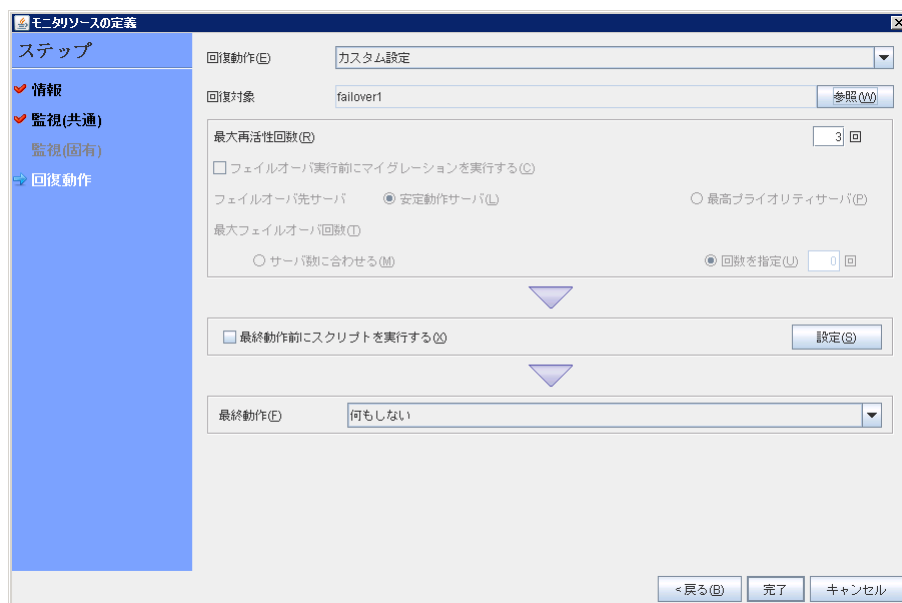 モニタリソースの定義
ステップ
情報
監視(共通)
監視(固有)
回復動作
回復動作(E) カスタム設定
回復対象 failover1 参照(W)
最大再活性回数(R) 3 回
フェイルオーバ実行前にマイグレーションを実行する(C)
フェイルオーバ先サーバ 安定動作サーバ(L) 最高プライオリティサーバ(P)
最大フェイルオーバ回数(T)
サーバ数に合わせる(M) 回数を指定(U) 0 回
最終動作前にスクリプトを実行する(X) 設定(S)
最終動作(F) 何もしない
<戻る(B) 完了 キャンセル